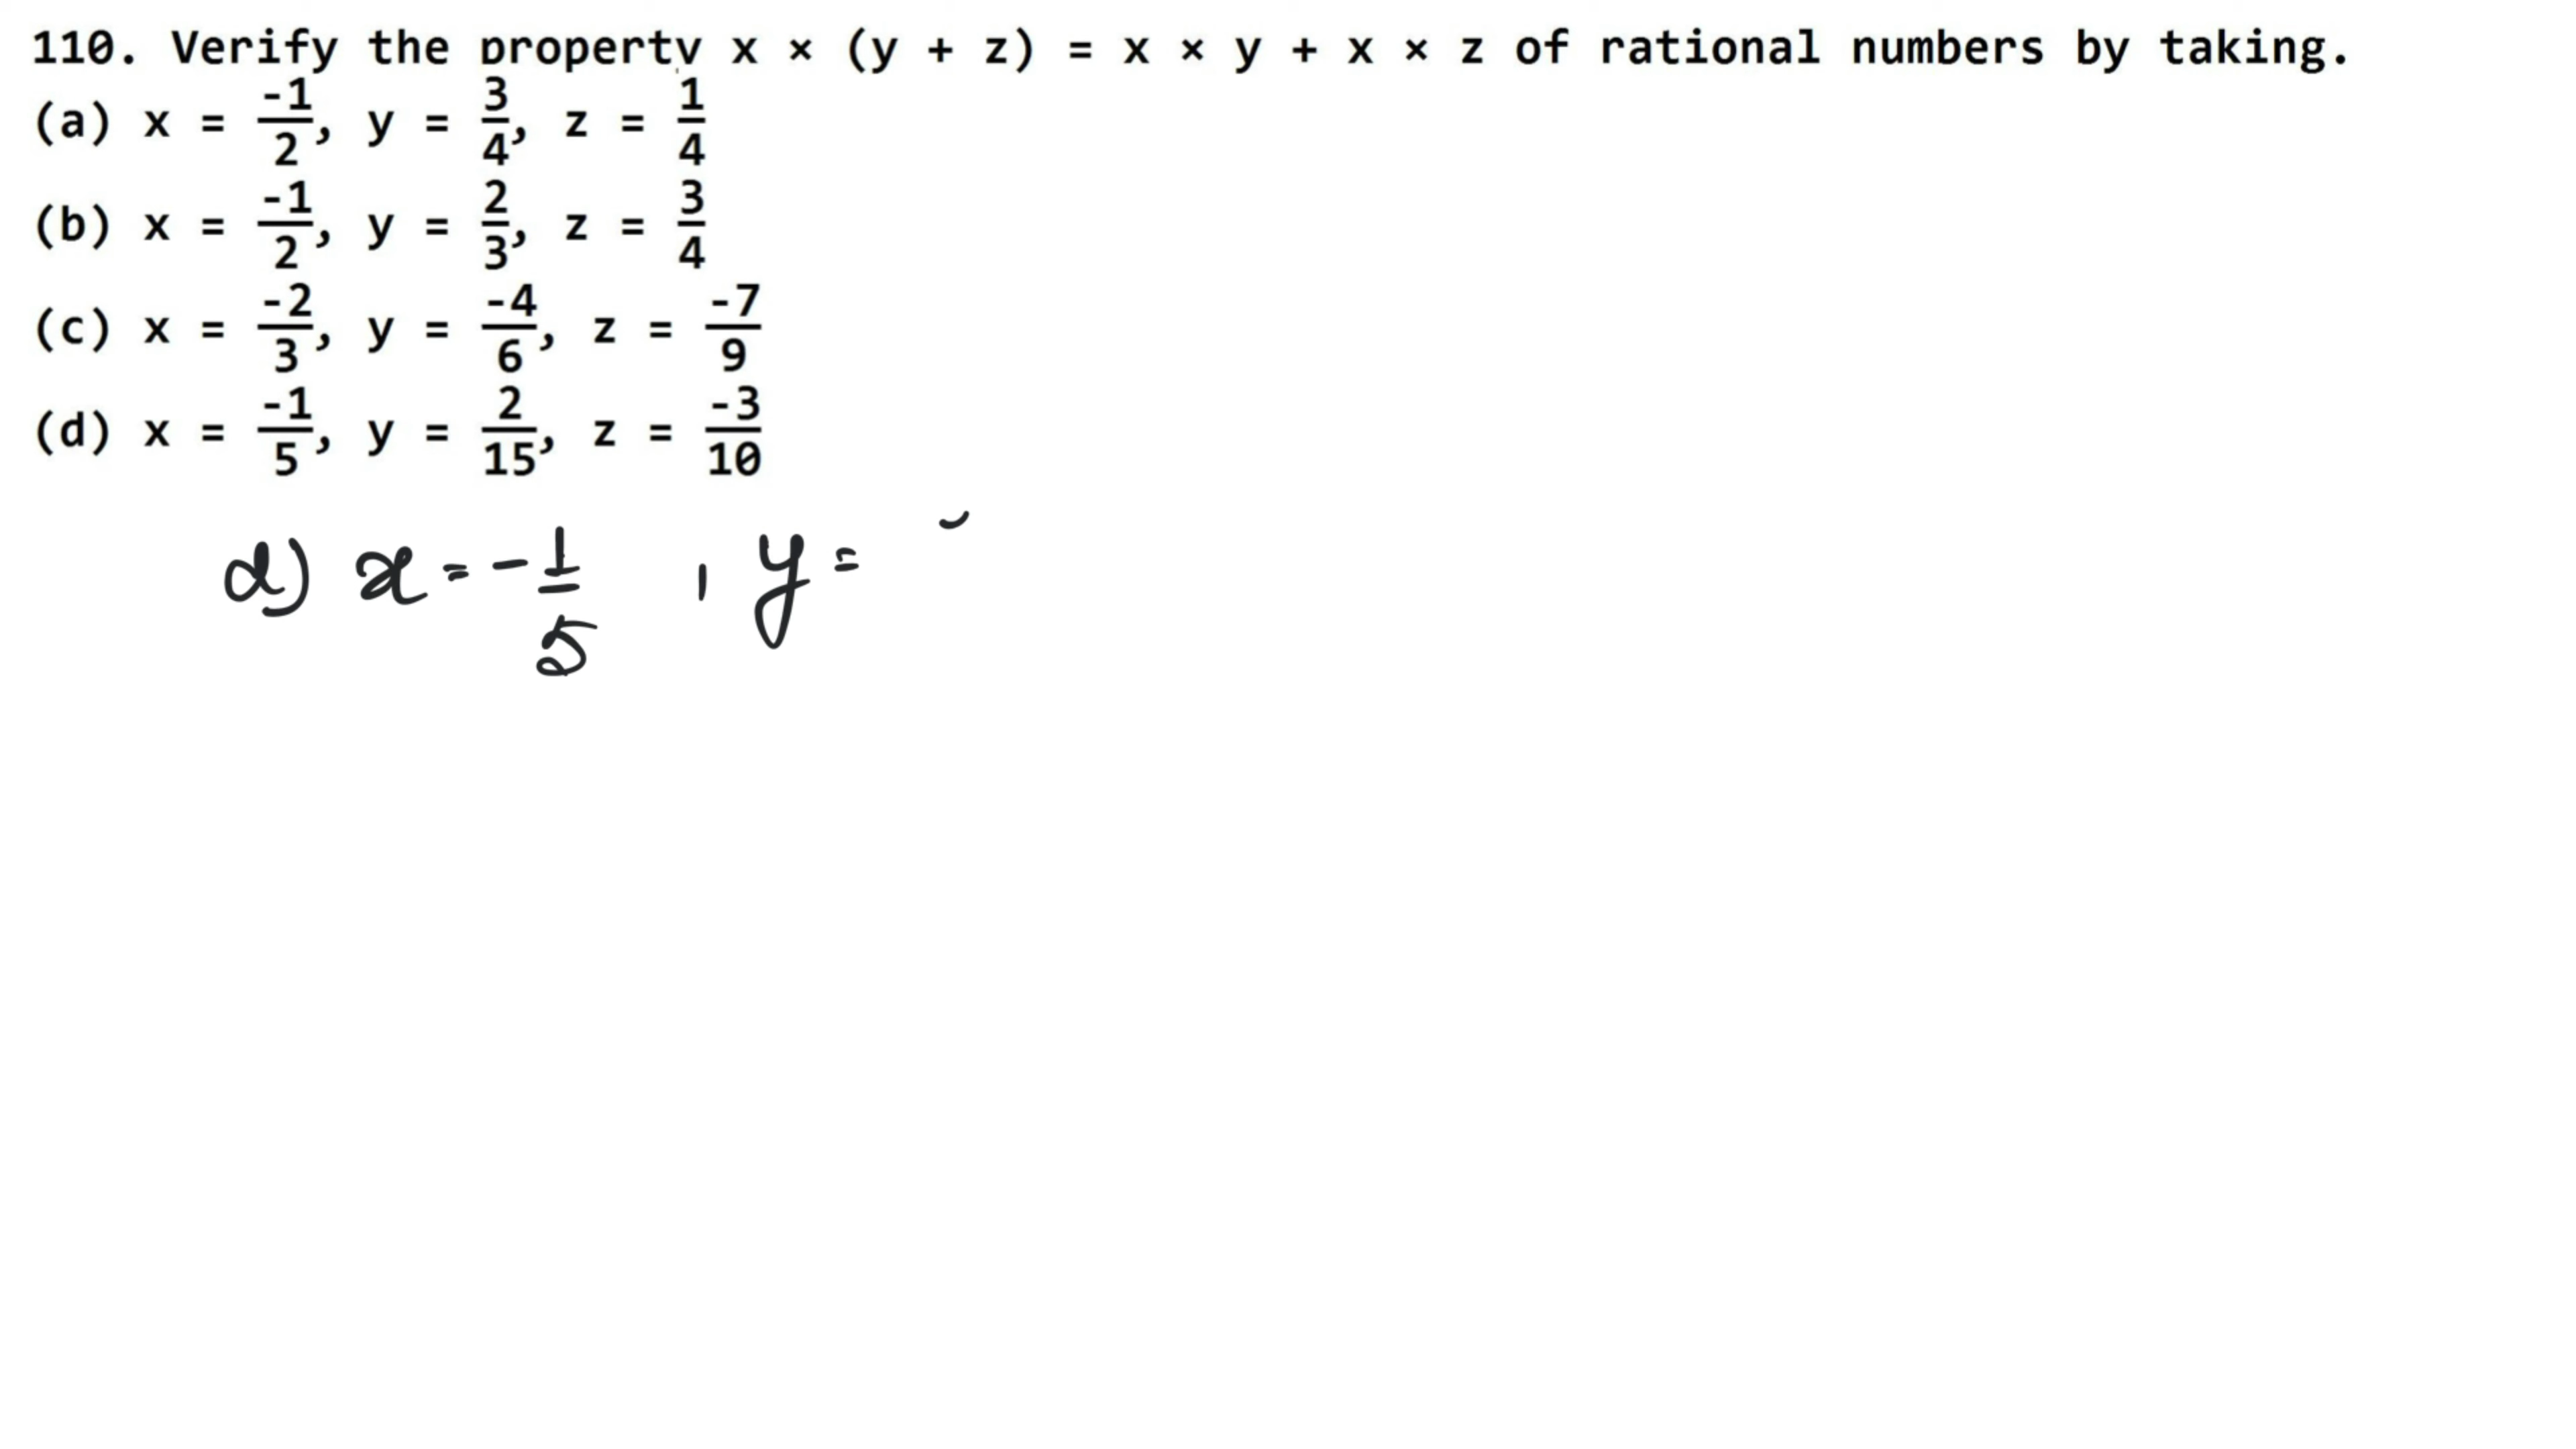 110. Verify the property x × (y + z) = x × y + x × z of rational numbers by taking.
(a) x = -1/2, y = 3/4, z = 1/4
(b) x = -1/2, y = 2/3, z = 3/4
(c) x = -2/3, y = -4/6, z = -7/9
(d) x = -1/5, y = 2/15, z = -3/10
d) x = -1/5 , y =